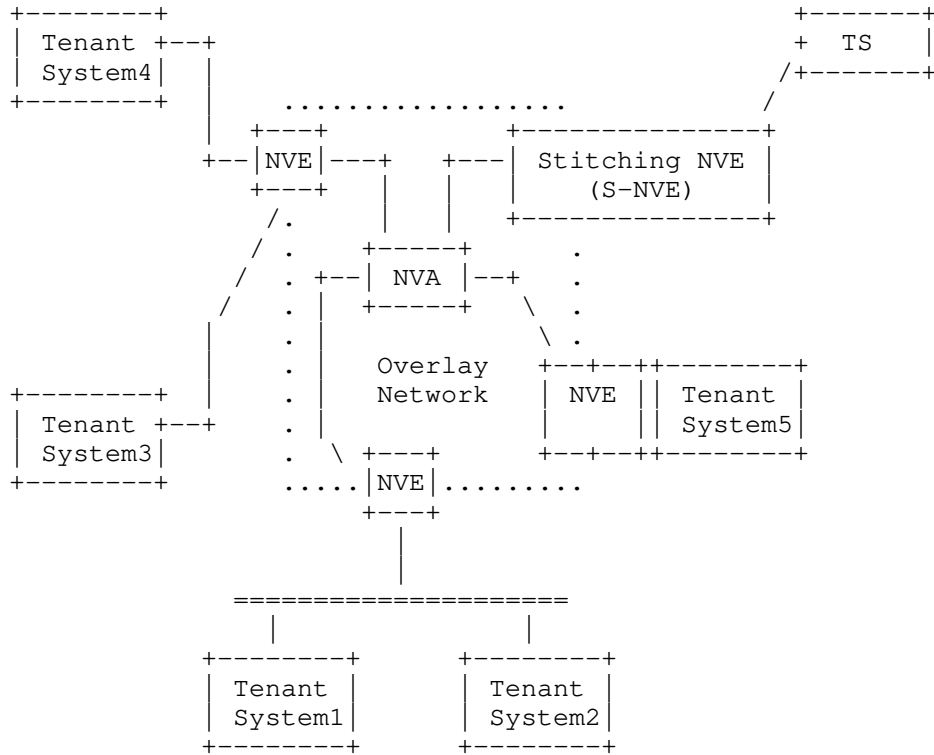 Tenant
System4
TS
NVE
Stitching NVE
(S-NVE)
NVA
Overlay
Network
NVE
Tenant
System5
Tenant
System3
NVE
Tenant
System1
Tenant
System2